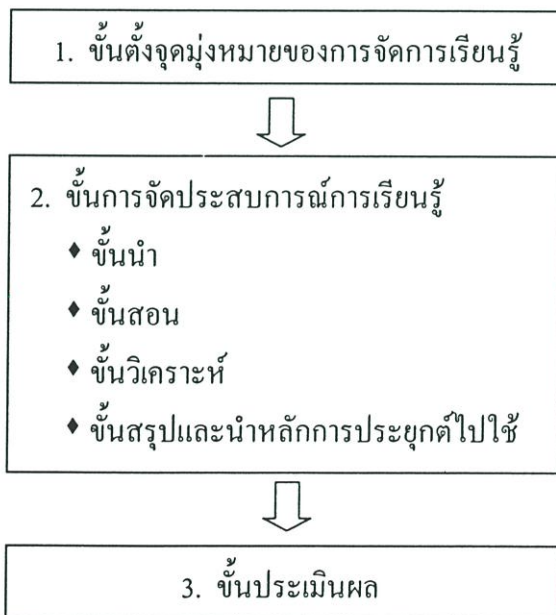 1. ขั้นตั้งจุดมุ่งหมายของการจัดการเรียนรู้
2. ขั้นการจัดประสบการณ์การเรียนรู้
♦ ขั้นนำ
♦ ขั้นสอน
♦ ขั้นวิเคราะห์
♦ ขั้นสรุปและนำหลักการประยุกต์ไปใช้
3. ขั้นประเมินผล